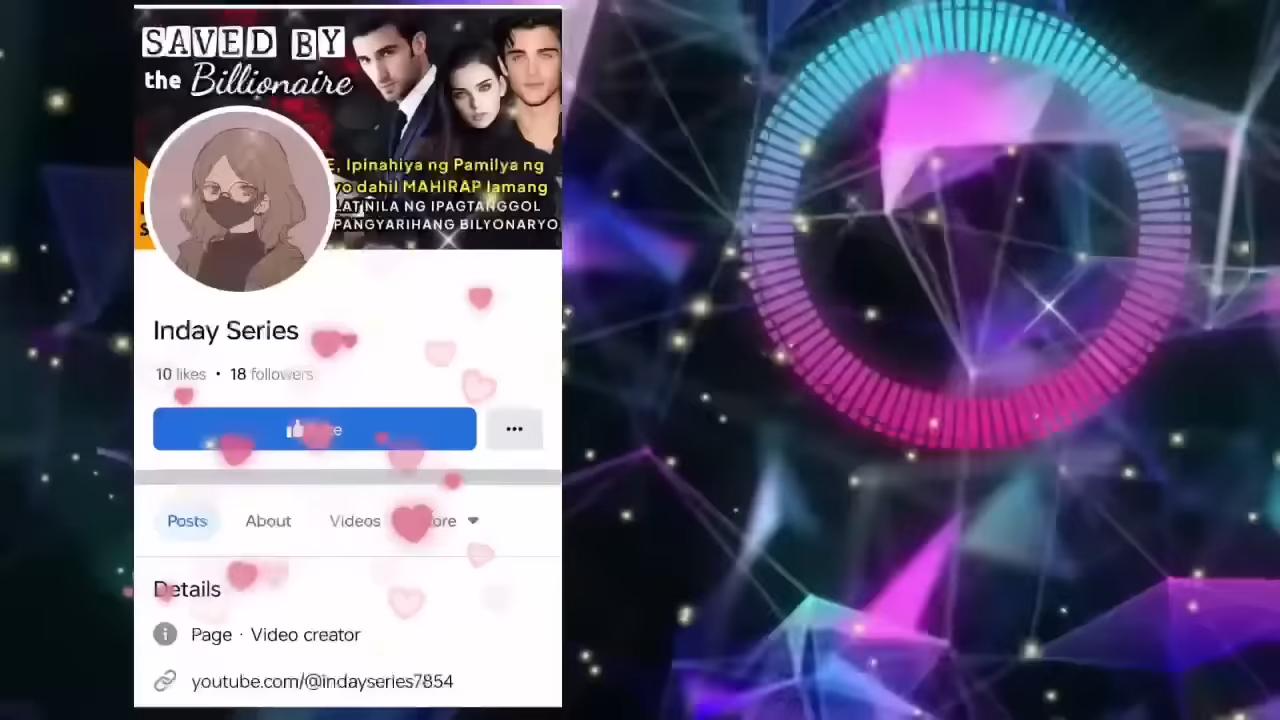 SAVED BY
the Billionaire
E, Ipinahiya ng Pamilya ng
yo dahil MAHIRAP lamang
LAT NILA NG IPAGTANGGOL
PANGYARIHANG BILYONARYO
Inday Series
10 likes • 18 followers
Posts About Videos
Details
Page · Video creator
youtube.com/@indayseries7854